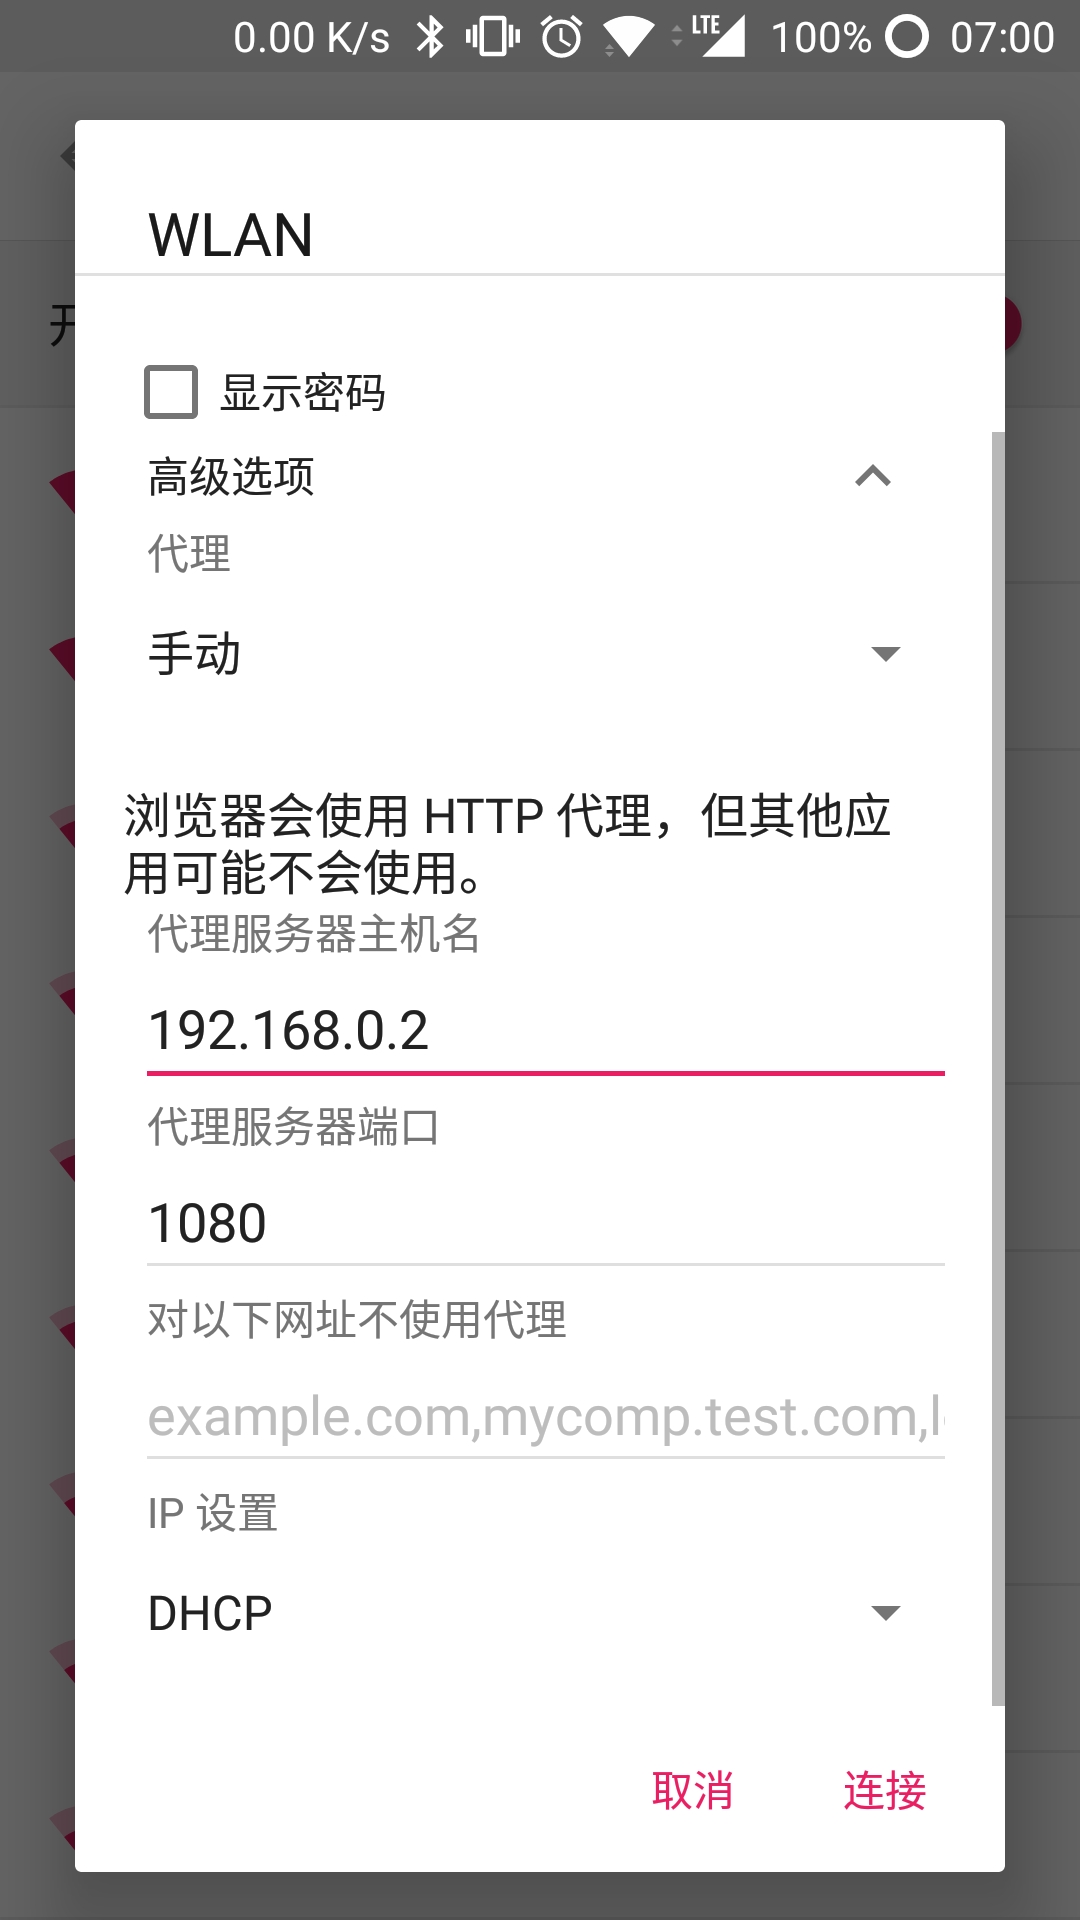 0.00 K/s LTE 100% 07:00
WLAN
开
显示密码
高级选项
代理
手动
浏览器会使用 HTTP 代理，但其他应
用可能不会使用。
代理服务器主机名
192.168.0.2
代理服务器端口
1080
对以下网址不使用代理
example.com,mycomp.test.com,l
IP 设置
DHCP
取消 连接